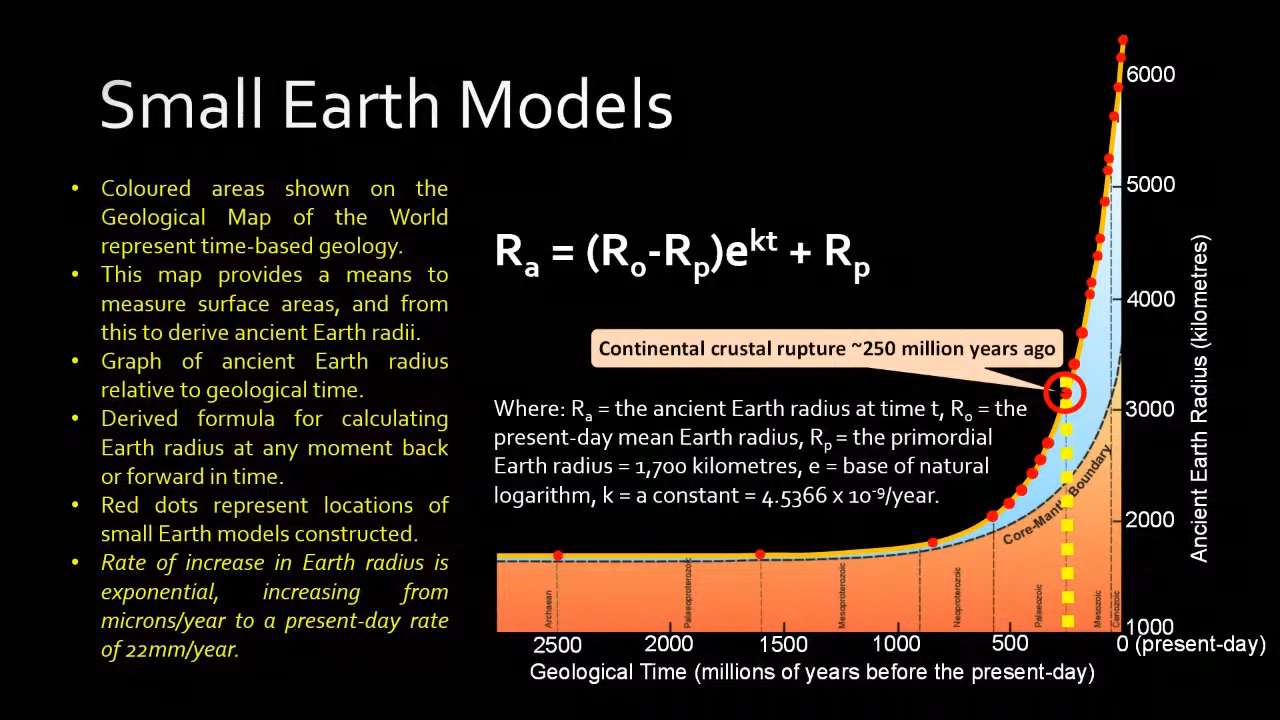 Small Earth Models
• Coloured areas shown on the
Geological Map of the World
represent time-based geology.
• This map provides a means to
measure surface areas, and from
this to derive ancient Earth radii.
• Graph of ancient Earth radius
relative to geological time.
• Derived formula for calculating
Earth radius at any moment back
or forward in time.
• Red dots represent locations of
small Earth models constructed.
• Rate of increase in Earth radius is
exponential, increasing from
microns/year to a present-day rate
of 22mm/year.
Rₐ = (Rₒ-Rₚ)eᵏᵗ + Rₚ
Continental crustal rupture ~250 million years ago
Where: Rₐ = the ancient Earth radius at time t, Rₒ = the
present-day mean Earth radius, Rₚ = the primordial
Earth radius = 1,700 kilometres, e = base of natural
logarithm, k = a constant = 4.5366 x 10⁻⁹/year.
6000
5000
4000
3000
2000
1000
Ancient Earth Radius (kilometres)
Core-Mantle Boundary
Archaean
Palaeoproterozoic
Mesoproterozoic
Neoproterozoic
Palaeozoic
Mesozoic
Cenozoic
2500 2000 1500 1000 500 0 (present-day)
Geological Time (millions of years before the present-day)